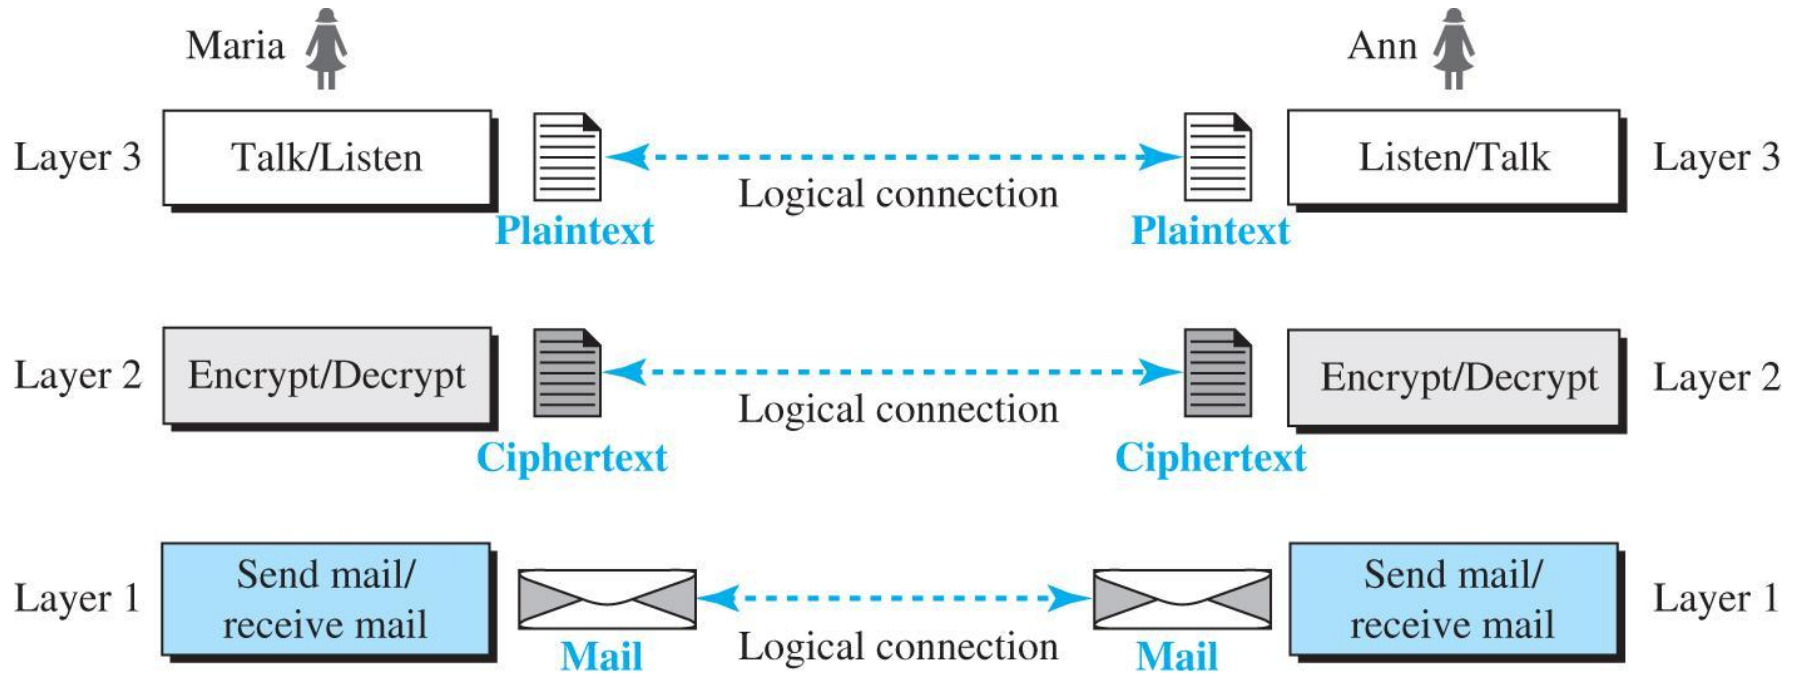 Maria
Ann
Layer 3
Talk/Listen
Logical connection
Listen/Talk
Layer 3
Plaintext
Plaintext
Layer 2
Encrypt/Decrypt
Logical connection
Encrypt/Decrypt
Layer 2
Ciphertext
Ciphertext
Layer 1
Send mail/
receive mail
Mail
Logical connection
Mail
Send mail/
receive mail
Layer 1